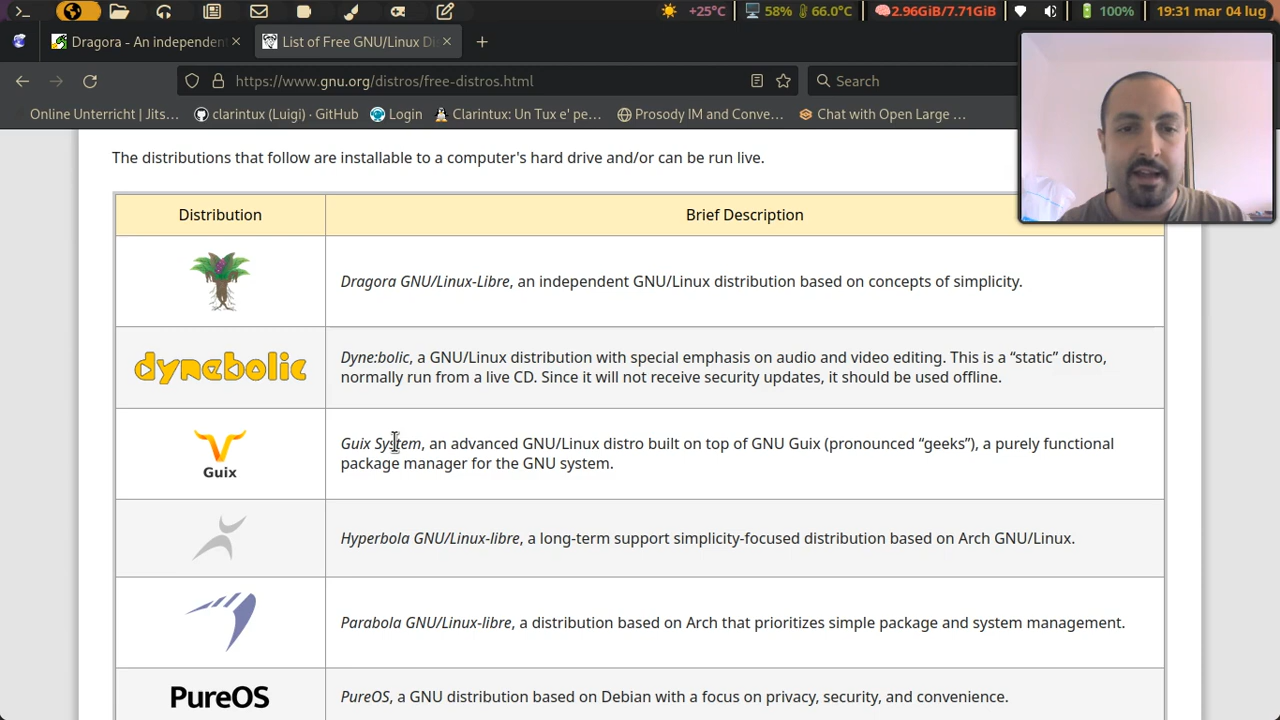 +25°C
58%
66.0°C
2.96GiB/7.71GiB
100%
19:31 mar 04 lug
Dragora - An independent
List of Free GNU/Linux Di
https://www.gnu.org/distros/free-distros.html
Search
Online Unterricht | Jits…
clarintux (Luigi) · GitHub
Login
Clarintux: Un Tux e' pe…
Prosody IM and Conve…
Chat with Open Large …
The distributions that follow are installable to a computer's hard drive and/or can be run live.
Distribution
Brief Description
Dragora GNU/Linux-Libre, an independent GNU/Linux distribution based on concepts of simplicity.
dynebolic
Dyne:bolic, a GNU/Linux distribution with special emphasis on audio and video editing. This is a “static” distro,
normally run from a live CD. Since it will not receive security updates, it should be used offline.
Guix
Guix System, an advanced GNU/Linux distro built on top of GNU Guix (pronounced “geeks”), a purely functional
package manager for the GNU system.
Hyperbola GNU/Linux-libre, a long-term support simplicity-focused distribution based on Arch GNU/Linux.
Parabola GNU/Linux-libre, a distribution based on Arch that prioritizes simple package and system management.
PureOS
PureOS, a GNU distribution based on Debian with a focus on privacy, security, and convenience.